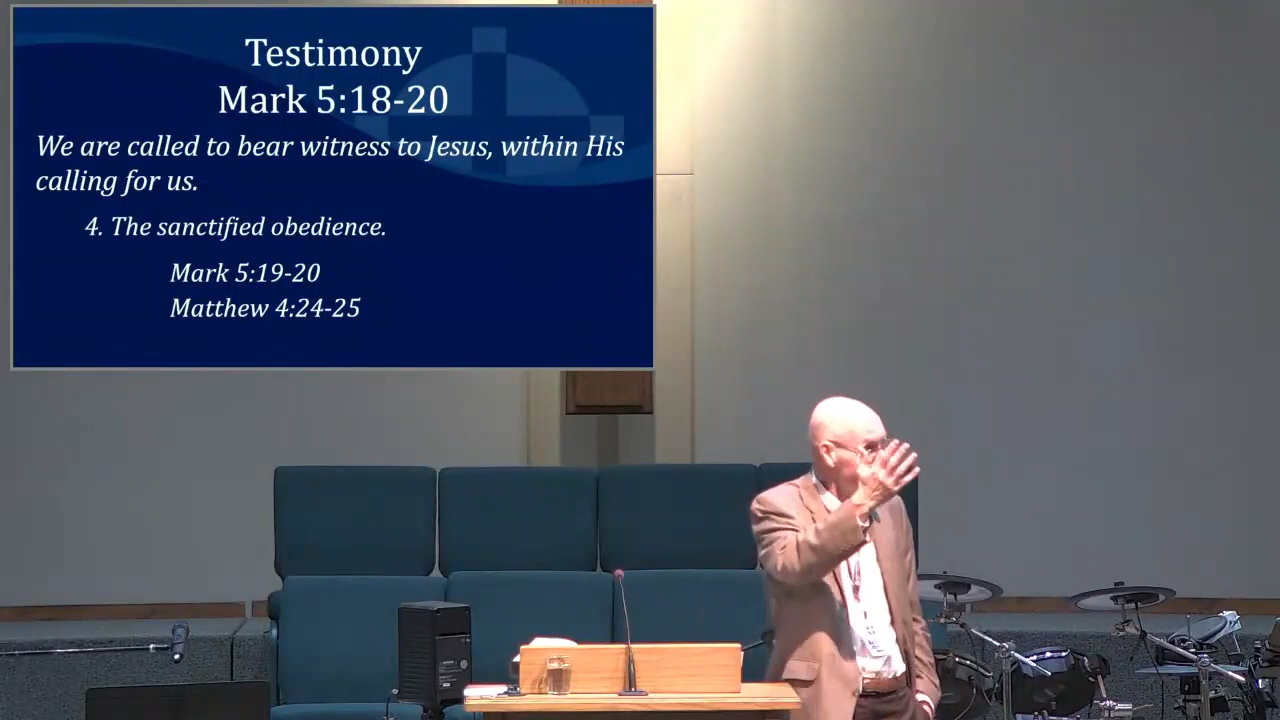 Testimony
Mark 5:18-20
We are called to bear witness to Jesus, within His
calling for us.
4. The sanctified obedience.
Mark 5:19-20
Matthew 4:24-25